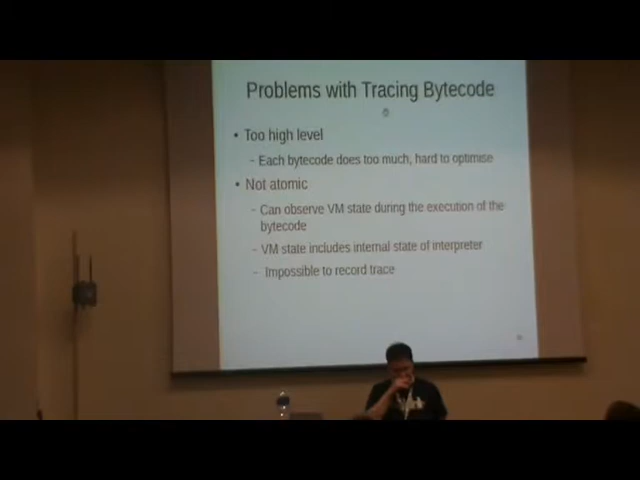 Problems with Tracing Bytecode
• Too high level
– Each bytecode does too much, hard to optimise
• Not atomic
– Can observe VM state during the execution of the
bytecode
– VM state includes internal state of interpreter
– Impossible to record trace